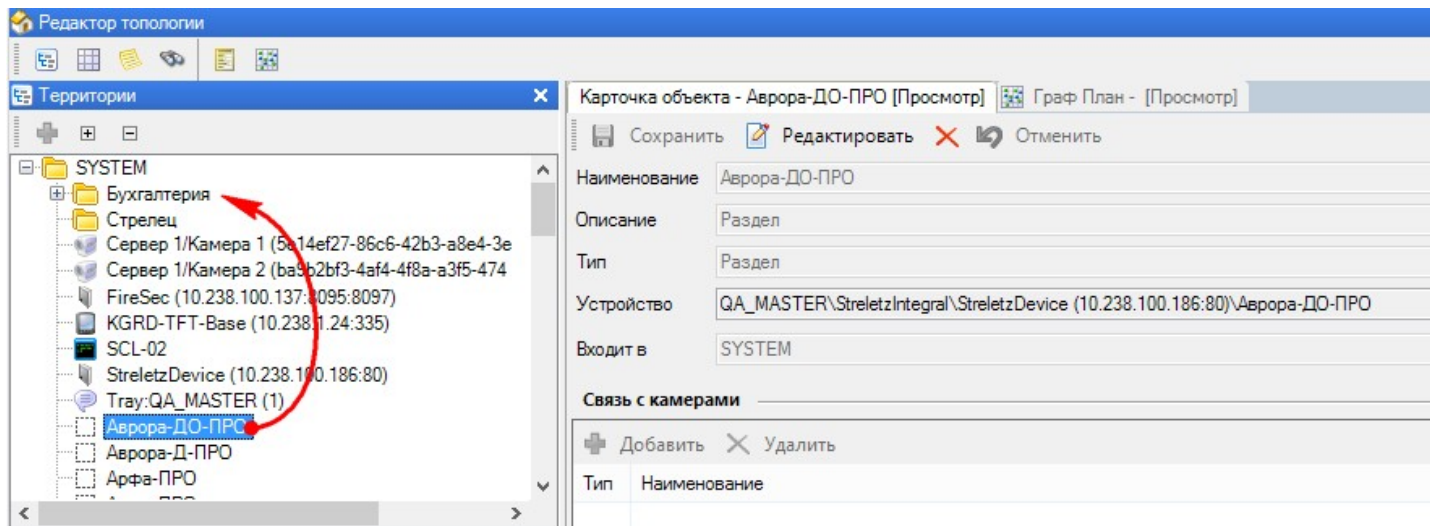 Редактор топологии
Территории
SYSTEM
Бухгалтерия
Стрелец
Сервер 1/Камера 1 (5e14ef27-86c6-42b3-a8e4-3e
Сервер 1/Камера 2 (ba9b2bf3-4af4-4f8a-a3f5-474
FireSec (10.238.100.137:8095:8097)
KGRD-TFT-Base (10.238.1.24:335)
SCL-02
StreletzDevice (10.238.100.186:80)
Tray:QA_MASTER (1)
Аврора-ДО-ПРО
Аврора-Д-ПРО
Арфа-ПРО
Карточка объекта - Аврора-ДО-ПРО [Просмотр] Граф План - [Просмотр]
Сохранить Редактировать Отменить
Наименование Аврора-ДО-ПРО
Описание Раздел
Тип Раздел
Устройство QA_MASTER\StreletzIntegral\StreletzDevice (10.238.100.186:80)\Аврора-ДО-ПРО
Входит в SYSTEM
Связь с камерами
Добавить Удалить
Тип Наименование